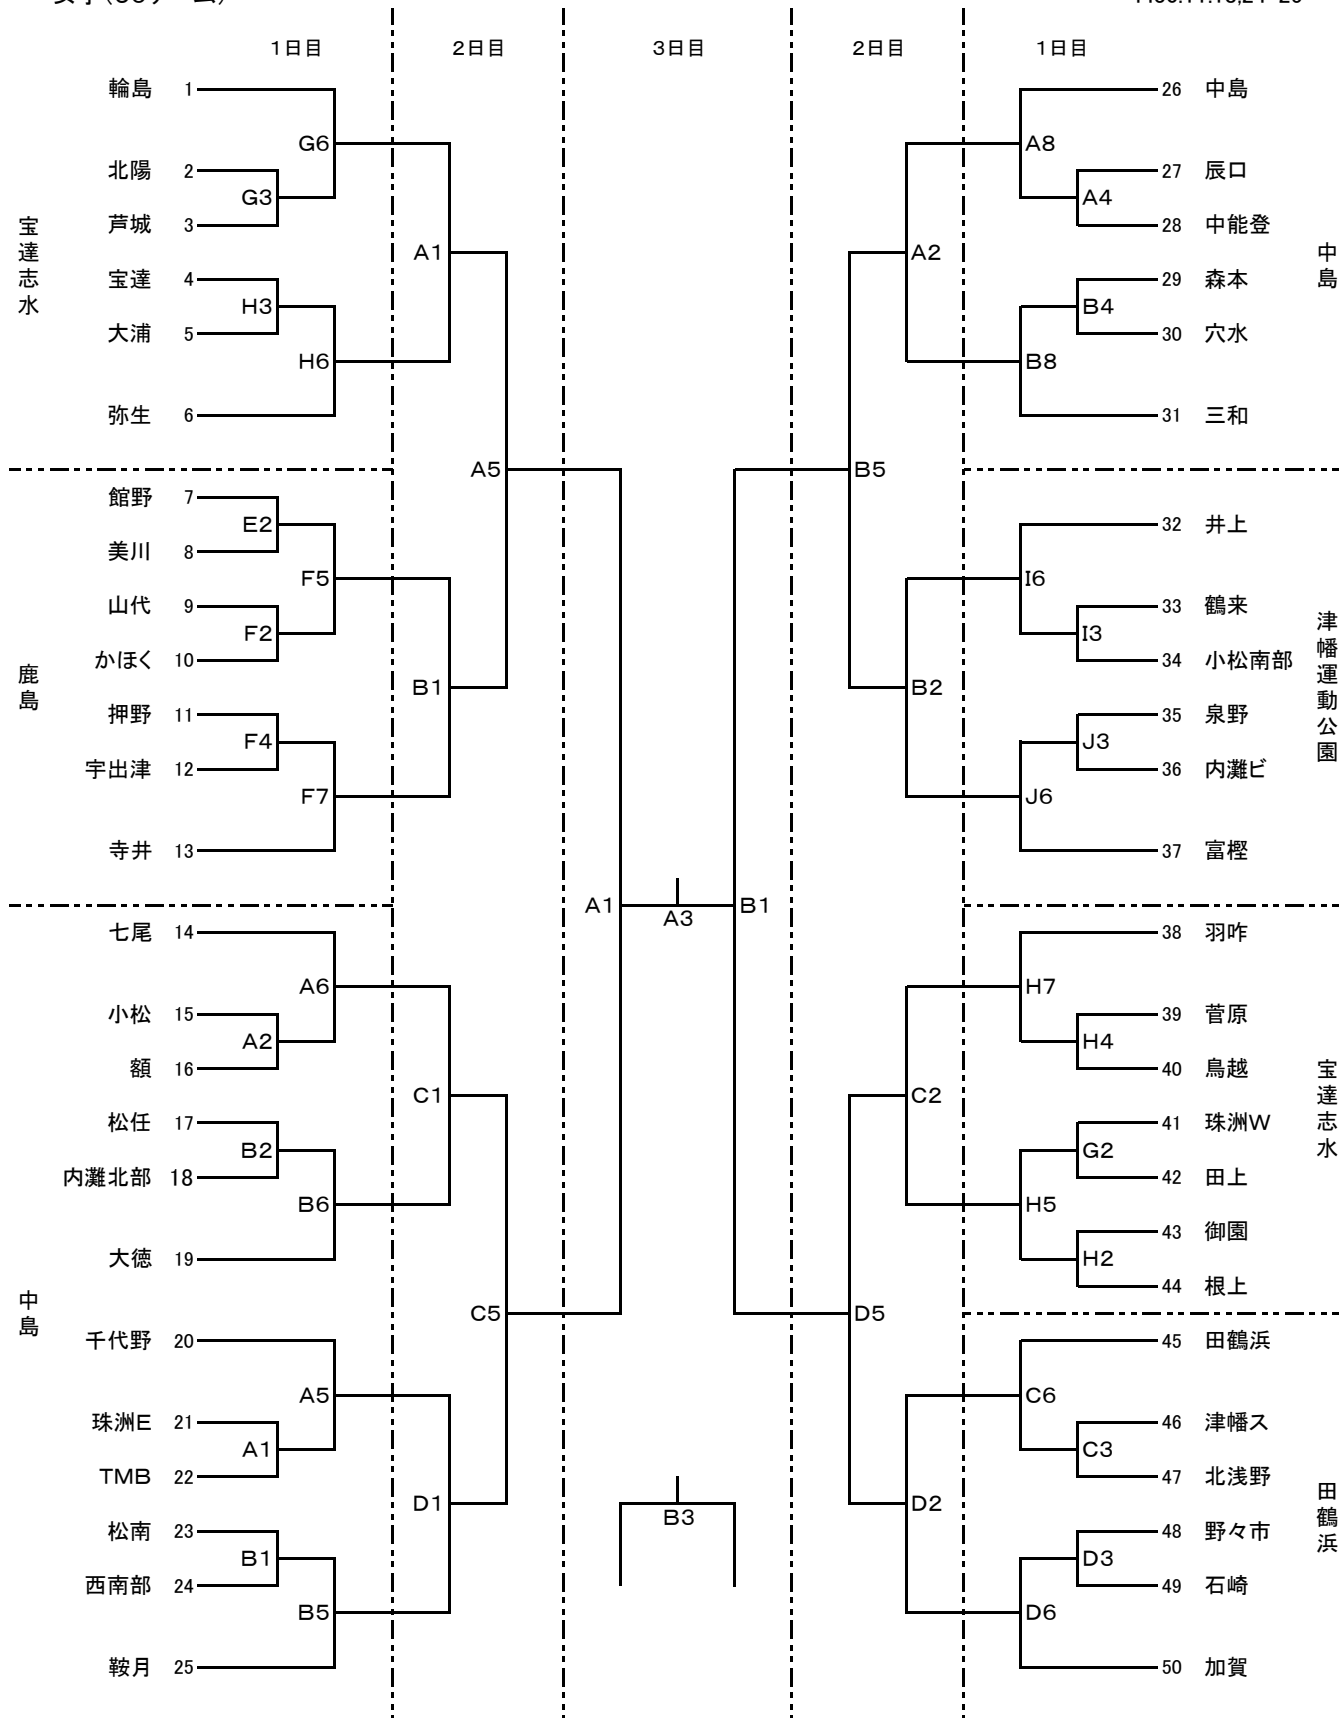 1日目 2日目 3日目 2日目 1日目
輪島 1
G6
北陽 2
G3
芦城 3
A1
宝達 4
H3
大浦 5
H6
弥生 6
宝達志水
A5
館野 7
E2
美川 8
F5
山代 9
F2
かほく 10
B1
押野 11
F4
宇出津 12
F7
寺井 13
鹿島
七尾 14
A6
小松 15
A2
額 16
C1
松任 17
B2
内灘北部 18
B6
大徳 19
C5
千代野 20
A5
珠洲E 21
A1
TMB 22
D1
松南 23
B1
西南部 24
B5
鞍月 25
中島
A1 A3 B1
B3
26 中島
A8
27 辰口
A4
28 中能登
A2
29 森本
B4
30 穴水
B8
31 三和
中島
B5
32 井上
I6
33 鶴来
I3
34 小松南部
B2
35 泉野
J3
36 内灘ビ
J6
37 富樫
津幡運動公園
38 羽咋
H7
39 菅原
H4
40 鳥越
C2
41 珠洲W
G2
42 田上
H5
43 御園
H2
44 根上
宝達志水
D5
45 田鶴浜
C6
46 津幡ス
C3
47 北浅野
D2
48 野々市
D3
49 石崎
D6
50 加賀
田鶴浜